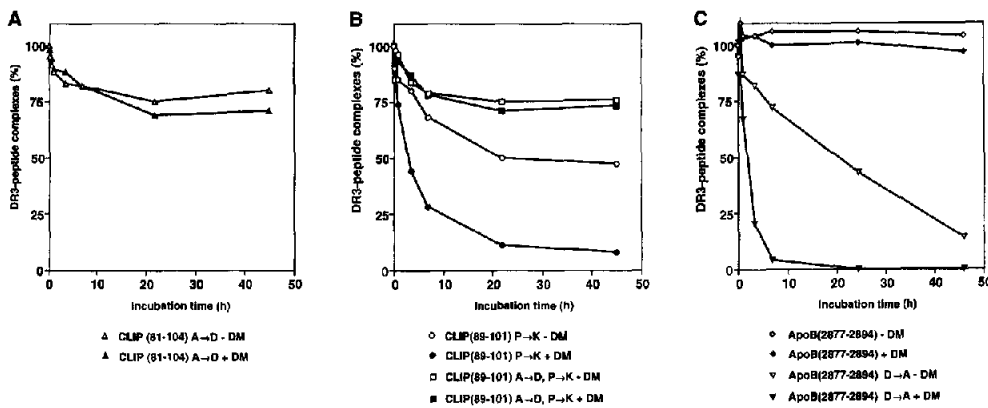 A
B
C
DR3-peptide complexes (%)
100
75
50
25
0
0 10 20 30 40 50
Incubation time (h)
CLIP (81-104) A→D - DM
CLIP (81-104) A→D + DM
DR3-peptide complexes (%)
100
75
50
25
0
0 10 20 30 40 50
Incubation time (h)
CLIP(89-101) P→K - DM
CLIP(89-101) P→K + DM
CLIP(89-101) A→D, P→K - DM
CLIP(89-101) A→D, P→K + DM
DR3-peptide complexes (%)
100
75
50
25
0
0 10 20 30 40 50
Incubation time (h)
ApoB(2877-2894) - DM
ApoB(2877-2894) + DM
ApoB(2877-2894) D→A - DM
ApoB(2877-2894) D→A + DM